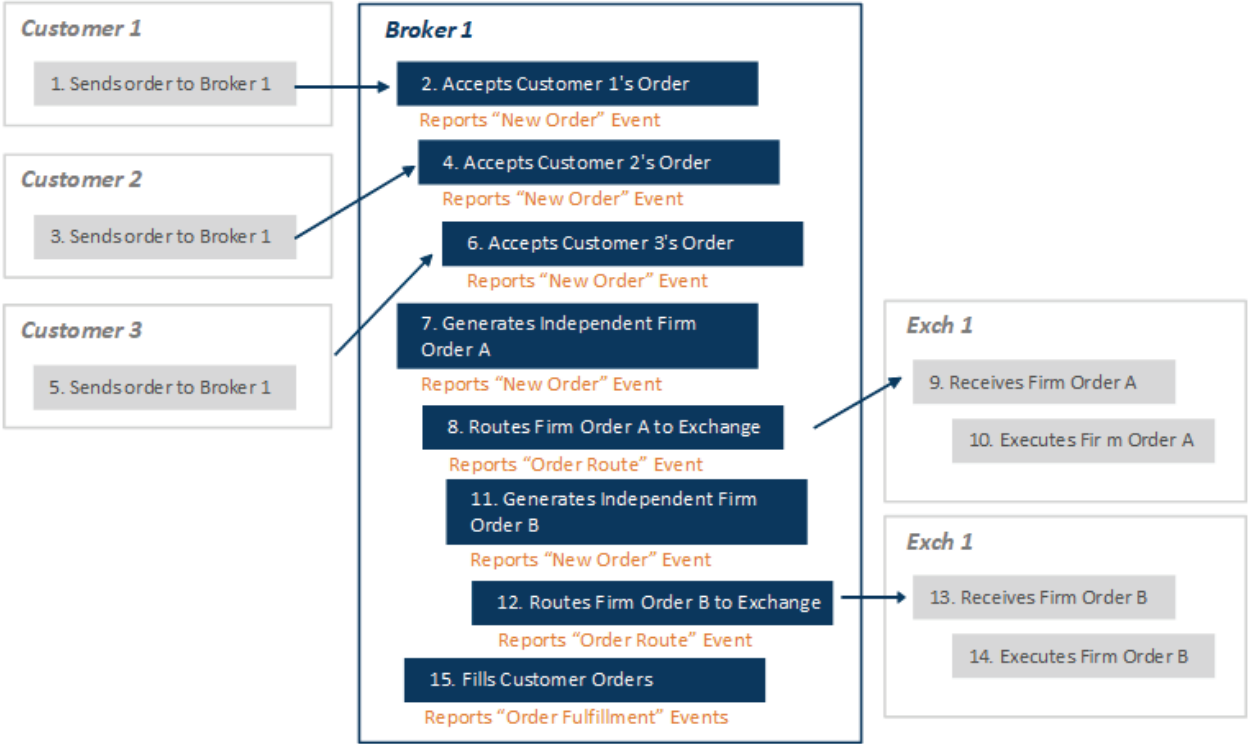 Customer 1
1. Sends order to Broker 1
Customer 2
3. Sends order to Broker 1
Customer 3
5. Sends order to Broker 1
Broker 1
2. Accepts Customer 1's Order
Reports “New Order” Event
4. Accepts Customer 2's Order
Reports “New Order” Event
6. Accepts Customer 3's Order
Reports “New Order” Event
7. Generates Independent Firm
Order A
Reports “New Order” Event
8. Routes Firm Order A to Exchange
Reports “Order Route” Event
11. Generates Independent Firm
Order B
Reports “New Order” Event
12. Routes Firm Order B to Exchange
Reports “Order Route” Event
15. Fills Customer Orders
Reports “Order Fulfillment” Events
Exch 1
9. Receives Firm Order A
10. Executes Fir m Order A
Exch 1
13. Receives Firm Order B
14. Executes Firm Order B